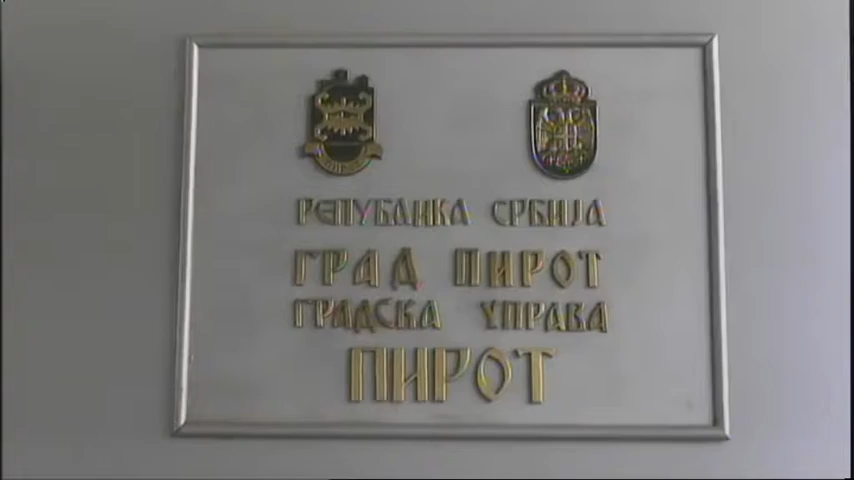 РЕПУБЛИКА СРБИЈА
ГРАД ПИРОТ
ГРАДСКА УПРАВА
ПИРОТ